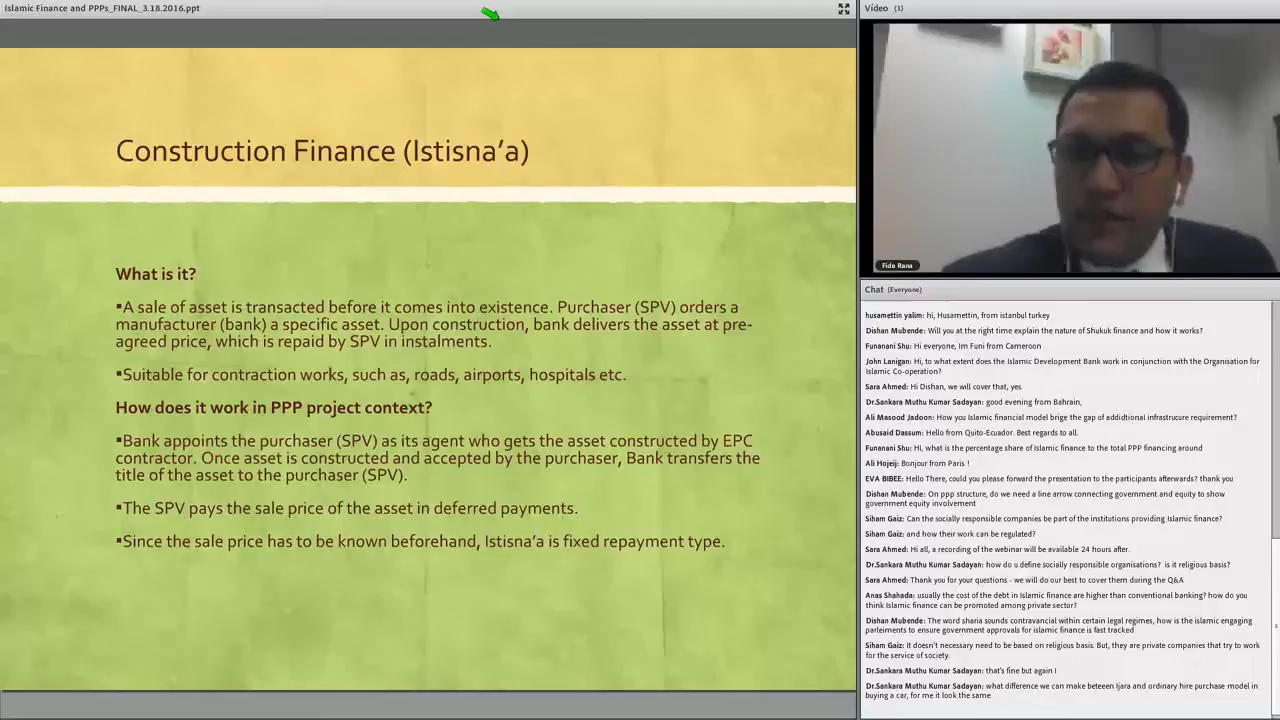 Islamic Finance and PPPs_FINAL_3.18.2016.ppt
Construction Finance (Istisna'a)
What is it?
▪A sale of asset is transacted before it comes into existence. Purchaser (SPV) orders a
manufacturer (bank) a specific asset. Upon construction, bank delivers the asset at pre-
agreed price, which is repaid by SPV in instalments.
▪Suitable for contraction works, such as, roads, airports, hospitals etc.
How does it work in PPP project context?
▪Bank appoints the purchaser (SPV) as its agent who gets the asset constructed by EPC
contractor. Once asset is constructed and accepted by the purchaser, Bank transfers the
title of the asset to the purchaser (SPV).
▪The SPV pays the sale price of the asset in deferred payments.
▪Since the sale price has to be known beforehand, Istisna'a is fixed repayment type.
Vídeo (1)
Fida Rana
Chat (Everyone)
husamettin yalim: hi, Husamettin, from istanbul turkey
Dishan Mubende: Will you at the right time explain the nature of Shukuk finance and how it works?
Funanani Shu: Hi everyone, Im Funi from Cameroon
John Lanigan: Hi, to what extent does the Islamic Development Bank work in conjunction with the Organisation for
Islamic Co-operation?
Sara Ahmed: Hi Dishan, we will cover that, yes.
Dr.Sankara Muthu Kumar Sadayan: good evening from Bahrain,
Ali Masood Jadoon: How you Islamic financial model brige the gap of addidtional infrastrucure requirement?
Abusaid Dassum: Hello from Quito-Ecuador. Best regards to all.
Funanani Shu: Hi, what is the percentage share of Islamic finance to the total PPP financing around
Ali Hojeij: Bonjour from Paris !
EVA BIBEE: Hello There, could you please forward the presentation to the participants afterwards? thank you
Dishan Mubende: On ppp structure, do we need a line arrow connecting government and equity to show
government equity involvement
Siham Gaiz: Can the socially responsible companies be part of the institutions providing Islamic finance?
Siham Gaiz: and how their work can be regulated?
Sara Ahmed: Hi all, a recording of the webinar will be available 24 hours after.
Dr.Sankara Muthu Kumar Sadayan: how do u define socially responsible organisations? is it religious basis?
Sara Ahmed: Thank you for your questions - we will do our best to cover them during the Q&A
Anas Shahada: usually the cost of the debt in Islamic finance are higher than conventional banking? how do you
think Islamic finance can be promoted among private sector?
Dishan Mubende: The word sharia sounds contravancial within certain legal regimes, how is the islamic engaging
parleiments to ensure government approvals for islamic finance is fast tracked
Siham Gaiz: It doesn't necessary need to be based on religious basis. But, they are private companies that try to work
for the service of society.
Dr.Sankara Muthu Kumar Sadayan: that's fine but again I
Dr.Sankara Muthu Kumar Sadayan: what difference we can make beteeen Ijara and ordinary hire purchase model in
buying a car, for me it look the same